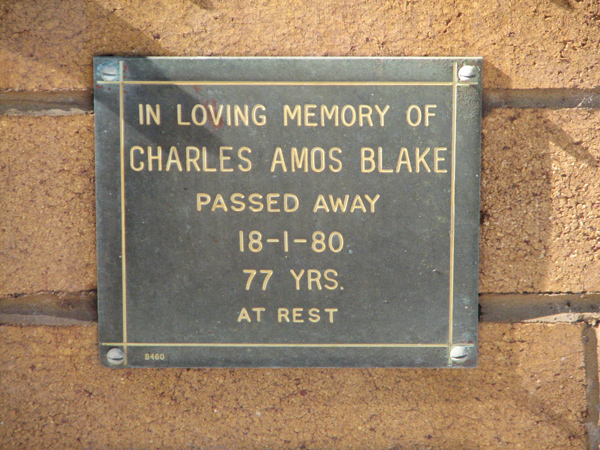 IN LOVING MEMORY OF
CHARLES AMOS BLAKE
PASSED AWAY
18-1-80
77 YRS.
AT REST
8460